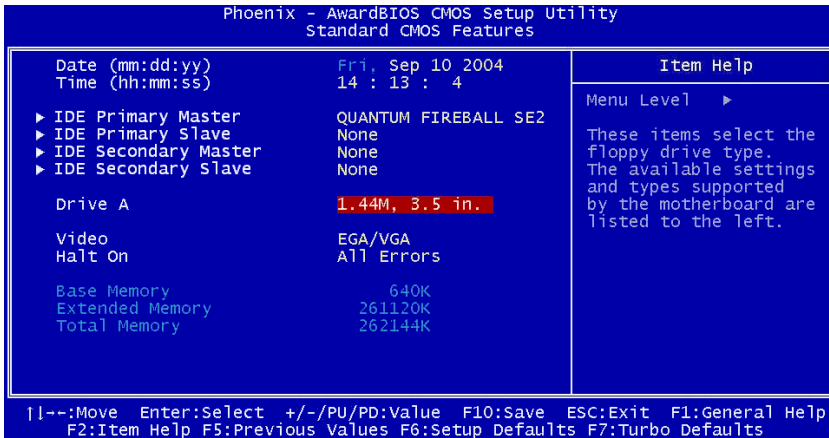 Phoenix - AwardBIOS CMOS Setup Utility
Standard CMOS Features
Date (mm:dd:yy) Fri, Sep 10 2004
Time (hh:mm:ss) 14 : 13 : 4
▶ IDE Primary Master QUANTUM FIREBALL SE2
▶ IDE Primary Slave None
▶ IDE Secondary Master None
▶ IDE Secondary Slave None
Drive A 1.44M, 3.5 in.
Video EGA/VGA
Halt On All Errors
Base Memory 640K
Extended Memory 261120K
Total Memory 262144K
Item Help
Menu Level ▶
These items select the
floppy drive type.
The available settings
and types supported
by the motherboard are
listed to the left.
↑↓→←:Move Enter:Select +/-/PU/PD:Value F10:Save ESC:Exit F1:General Help
F2:Item Help F5:Previous Values F6:Setup Defaults F7:Turbo Defaults